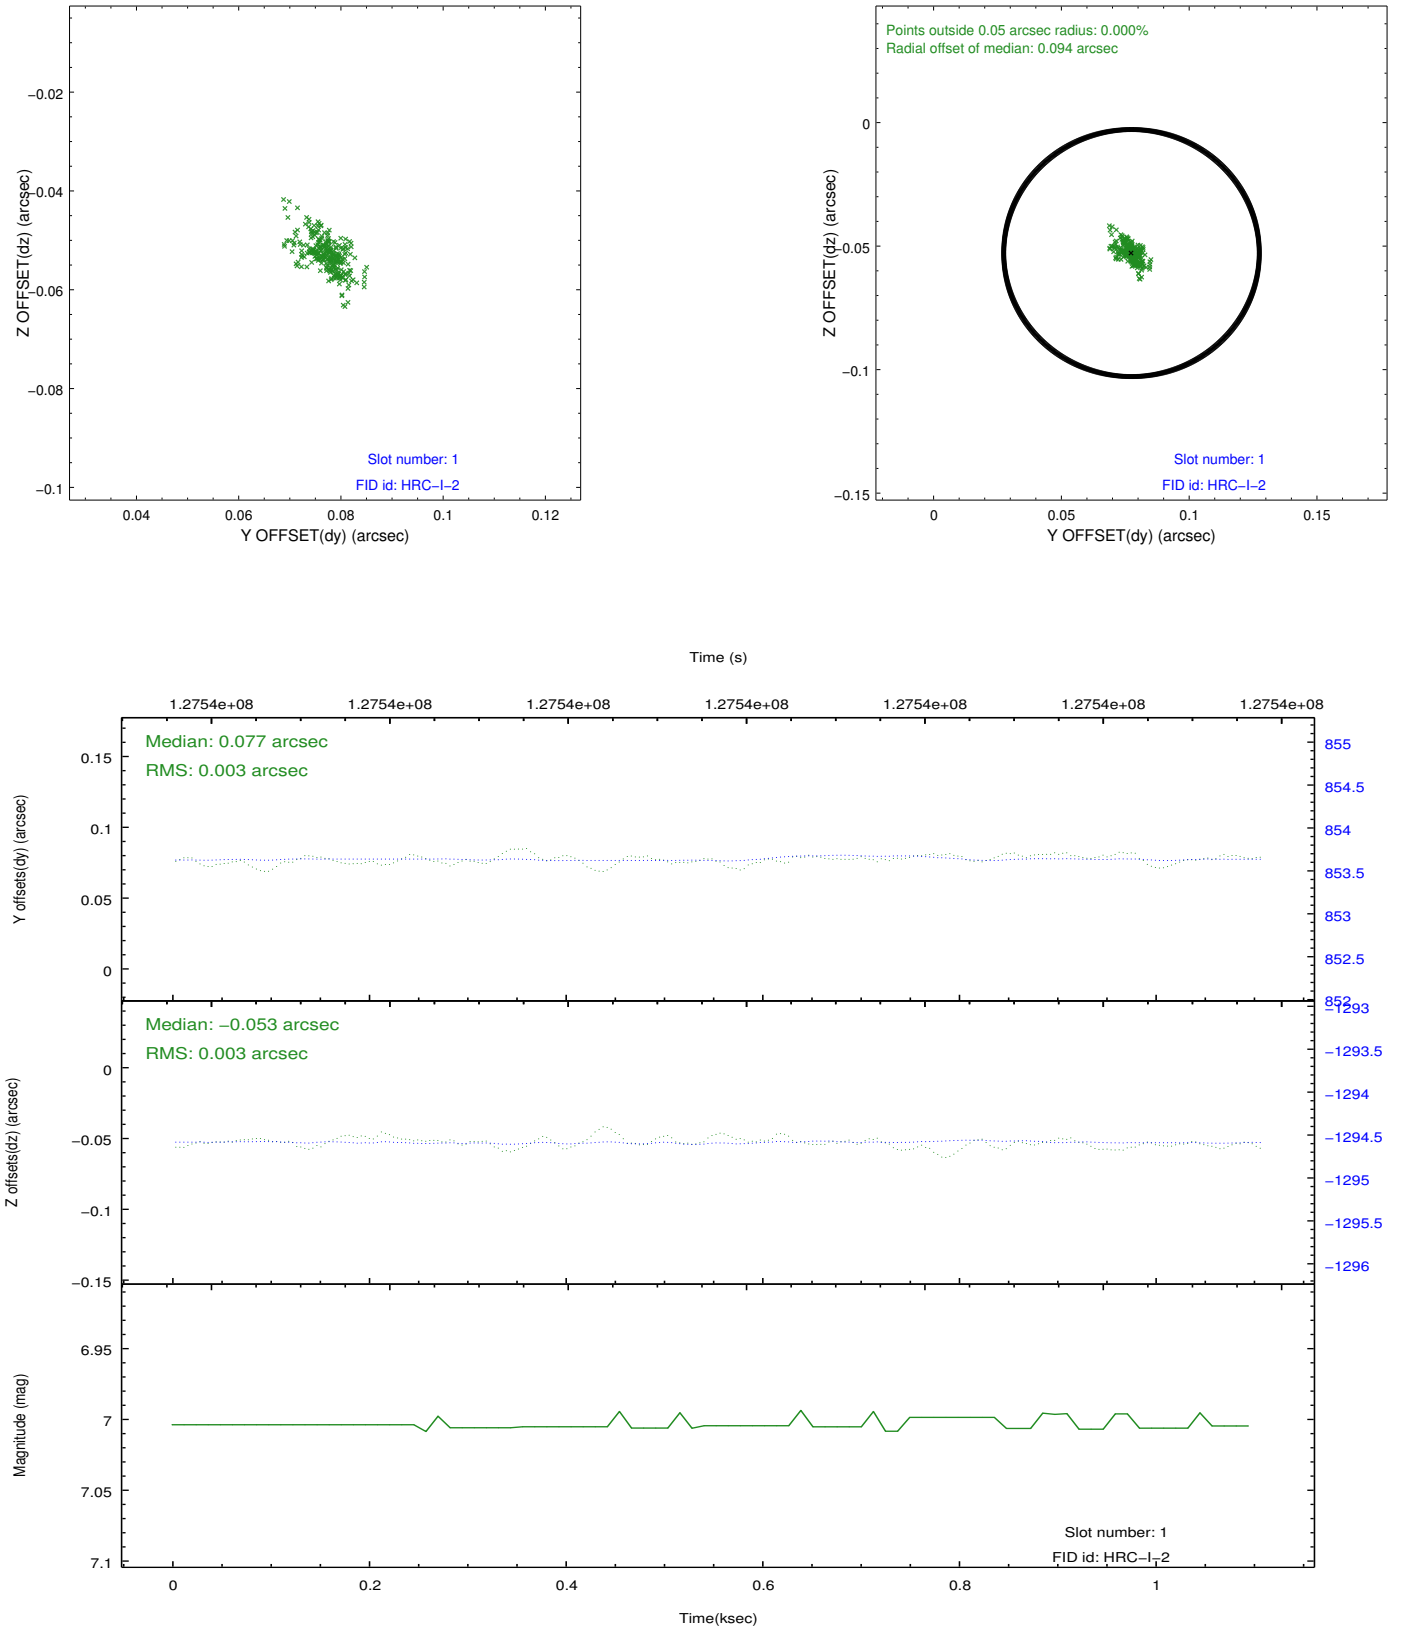 −0.02
−0.04
−0.06
−0.08
−0.1
Z OFFSET(dz) (arcsec)
Slot number: 1
FID id: HRC−I−2
0.04 0.06 0.08 0.1 0.12
Y OFFSET(dy) (arcsec)
Points outside 0.05 arcsec radius: 0.000%
Radial offset of median: 0.094 arcsec
0
−0.05
−0.1
−0.15
Z OFFSET(dz) (arcsec)
Slot number: 1
FID id: HRC−I−2
0 0.05 0.1 0.15
Y OFFSET(dy) (arcsec)
Time (s)
1.2754e+08 1.2754e+08 1.2754e+08 1.2754e+08 1.2754e+08 1.2754e+08 1.2754e+08
Median: 0.077 arcsec
RMS: 0.003 arcsec
0.15
0.1
0.05
0
Y offsets(dy) (arcsec)
855
854.5
854
853.5
853
852.5
852
Median: −0.053 arcsec
RMS: 0.003 arcsec
0
−0.05
−0.1
−0.15
Z offsets(dz) (arcsec)
−1293
−1293.5
−1294
−1294.5
−1295
−1295.5
−1296
6.95
7
7.05
7.1
Magnitude (mag)
Slot number: 1
FID id: HRC−I−2
0 0.2 0.4 0.6 0.8 1
Time(ksec)